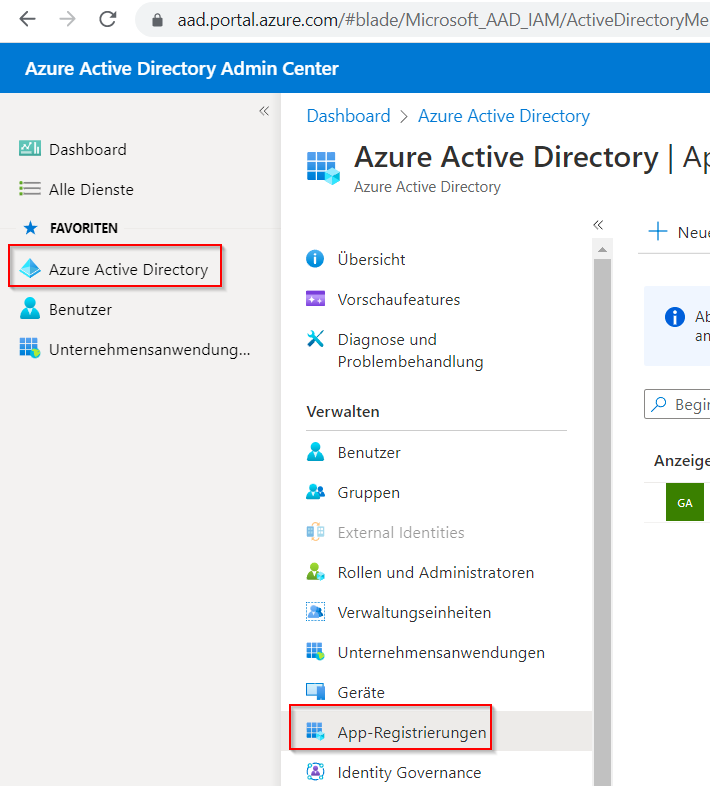 aad.portal.azure.com/#blade/Microsoft_AAD_IAM/ActiveDirectoryMe
Azure Active Directory Admin Center
«
Dashboard
Alle Dienste
FAVORITEN
Azure Active Directory
Benutzer
Unternehmensanwendung...
Dashboard > Azure Active Directory
Azure Active Directory | Ap
Azure Active Directory
«
Übersicht
Vorschaufeatures
Diagnose und
Problembehandlung
Verwalten
Benutzer
Gruppen
External Identities
Rollen und Administratoren
Verwaltungseinheiten
Unternehmensanwendungen
Geräte
App-Registrierungen
Identity Governance
+ Neue
Ab
an
Begin
Anzeige
GA